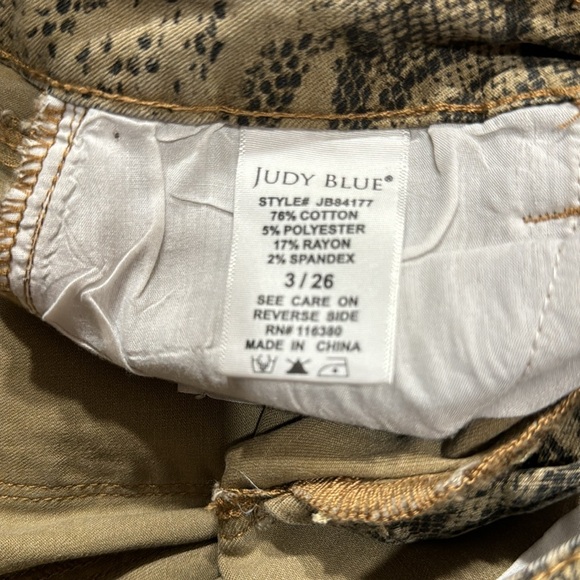 JUDY BLUE®
STYLE# JB84177
76% COTTON
5% POLYESTER
17% RAYON
2% SPANDEX
3 / 26
SEE CARE ON
REVERSE SIDE
RN# 116380
MADE IN CHINA